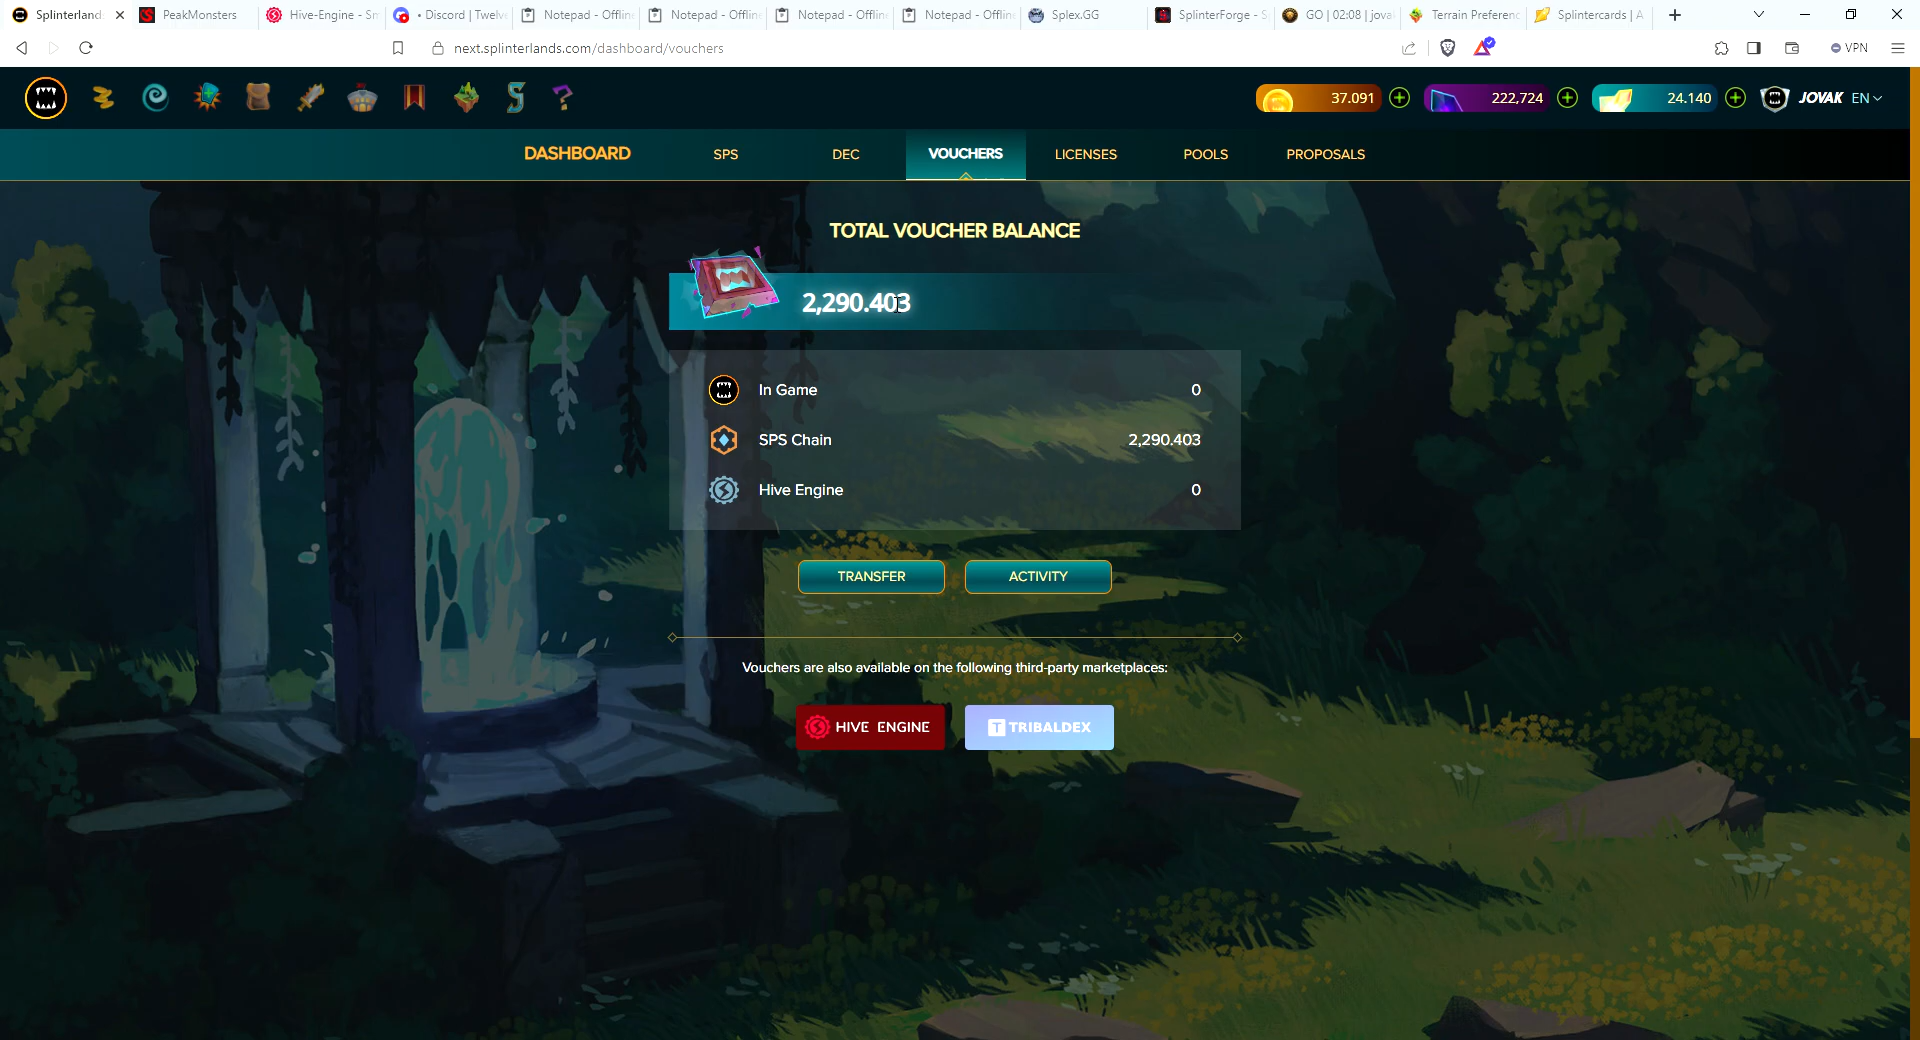 Splinterland
PeakMonsters
Hive-Engine - Sm
• Discord | Twelv
Notepad - Offlin
Notepad - Offlin
Notepad - Offlin
Notepad - Offlin
Splex.GG
SplinterForge - S
GO | 02:08 | jova
Terrain Preferenc
Splintercards | A
next.splinterlands.com/dashboard/vouchers
VPN
37.091
222,724
24.140
JOVAK
EN
DASHBOARD
SPS
DEC
VOUCHERS
LICENSES
POOLS
PROPOSALS
TOTAL VOUCHER BALANCE
2,290.403
In Game 0
SPS Chain 2,290.403
Hive Engine 0
TRANSFER
ACTIVITY
Vouchers are also available on the following third-party marketplaces:
HIVE ENGINE
T TRIBALDEX